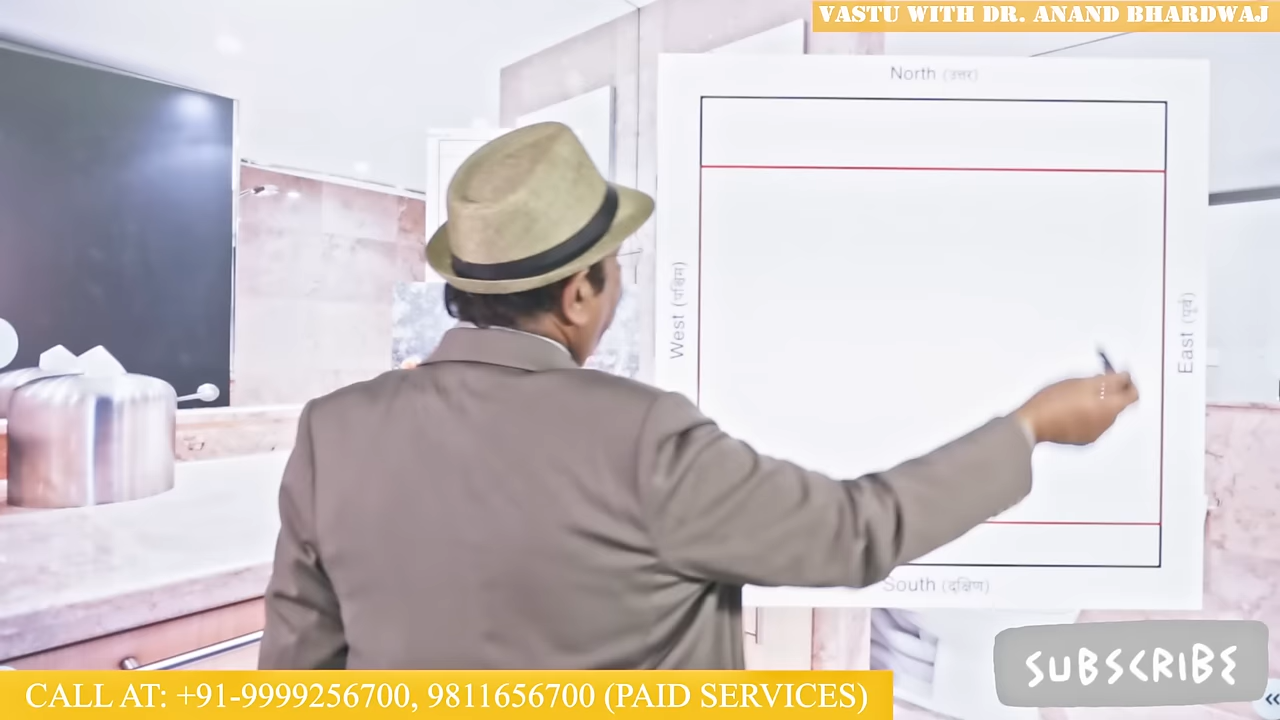 VASTU WITH DR. ANAND BHARDWAJ
North (उत्तर)
West (पश्चिम)
East (पूर्व)
South (दक्षिण)
SUBSCRIBE
CALL AT: +91-9999256700, 9811656700 (PAID SERVICES)